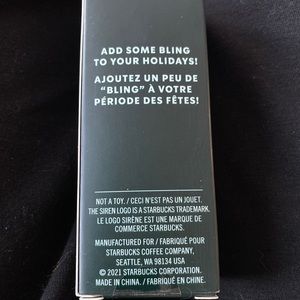 ADD SOME BLING
TO YOUR HOLIDAYS!
AJOUTEZ UN PEU DE
“BLING” À VOTRE
PÉRIODE DES FÊTES!
NOT A TOY. / CECI N'EST PAS UN JOUET.
THE SIREN LOGO IS A STARBUCKS TRADEMARK.
LE LOGO SIRÈNE EST UNE MARQUE DE
COMMERCE STARBUCKS.
MANUFACTURED FOR / FABRIQUÉ POUR
STARBUCKS COFFEE COMPANY,
SEATTLE, WA 98134 USA
© 2021 STARBUCKS CORPORATION.
MADE IN CHINA. / FABRIQUÉ EN CHINE.